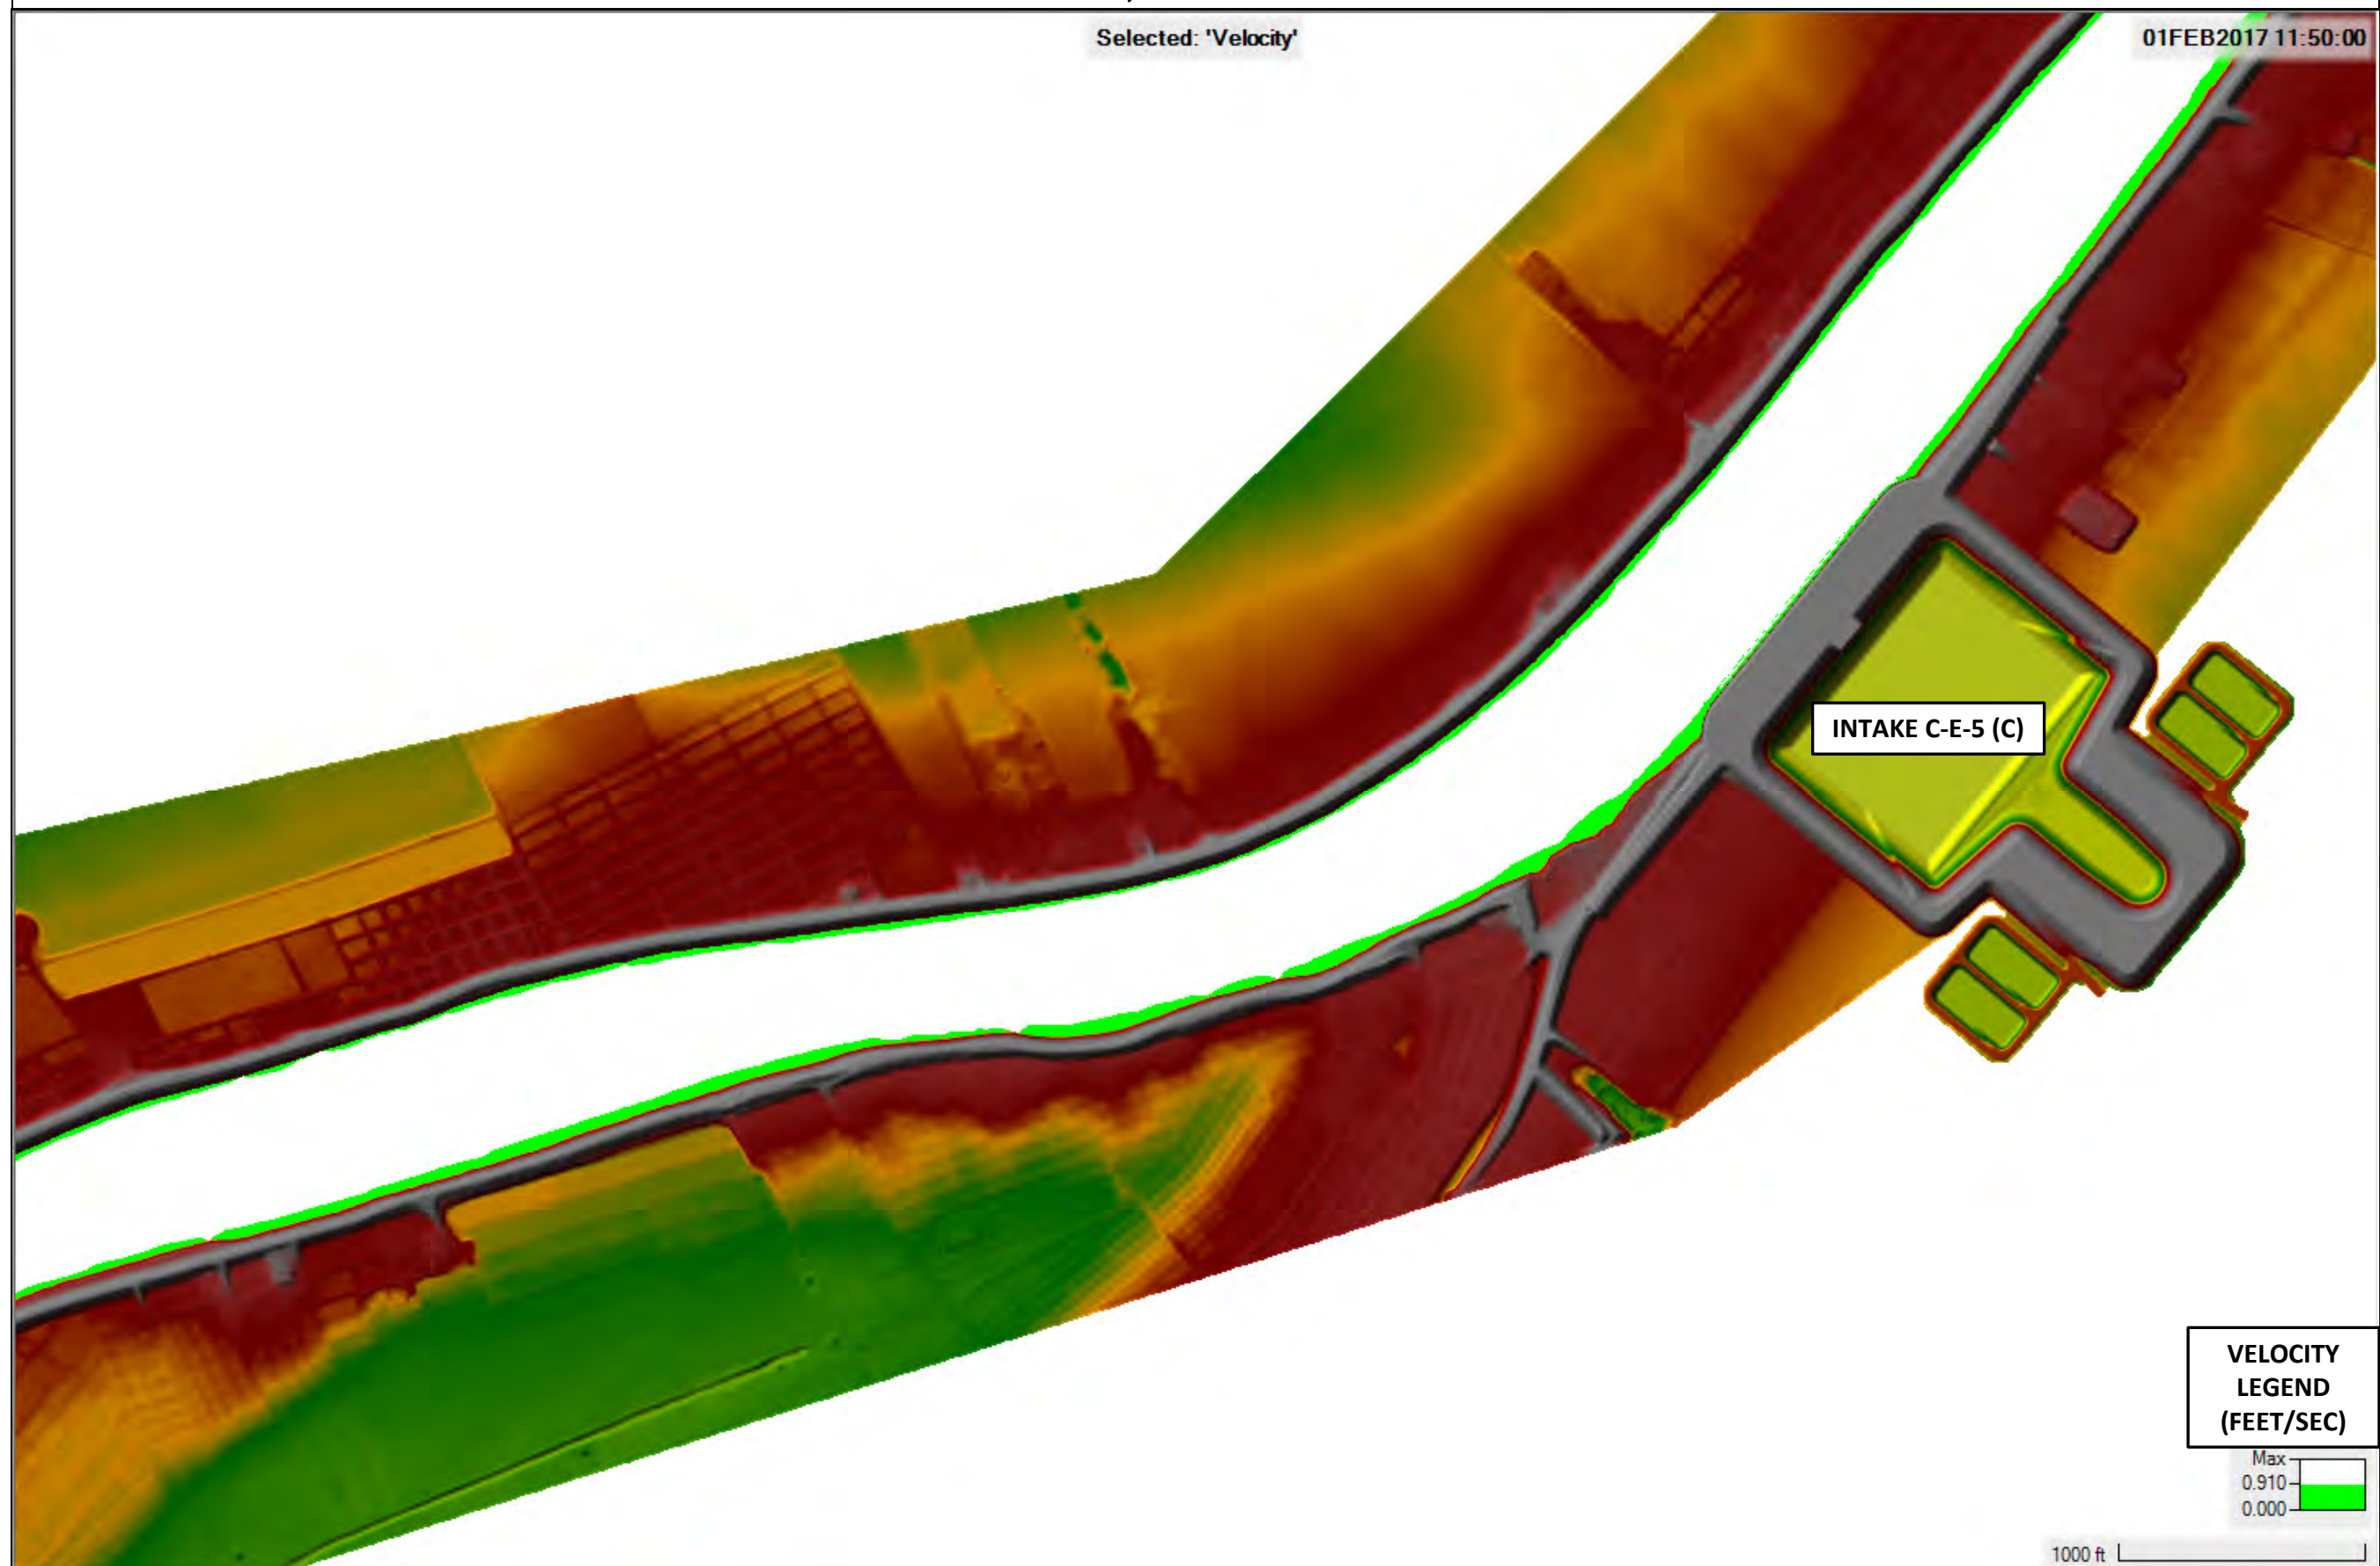 Selected: 'Velocity'
01FEB2017 11:50:00
INTAKE C-E-5 (C)
VELOCITY
LEGEND
(FEET/SEC)
Max
0.910
0.000
1000 ft